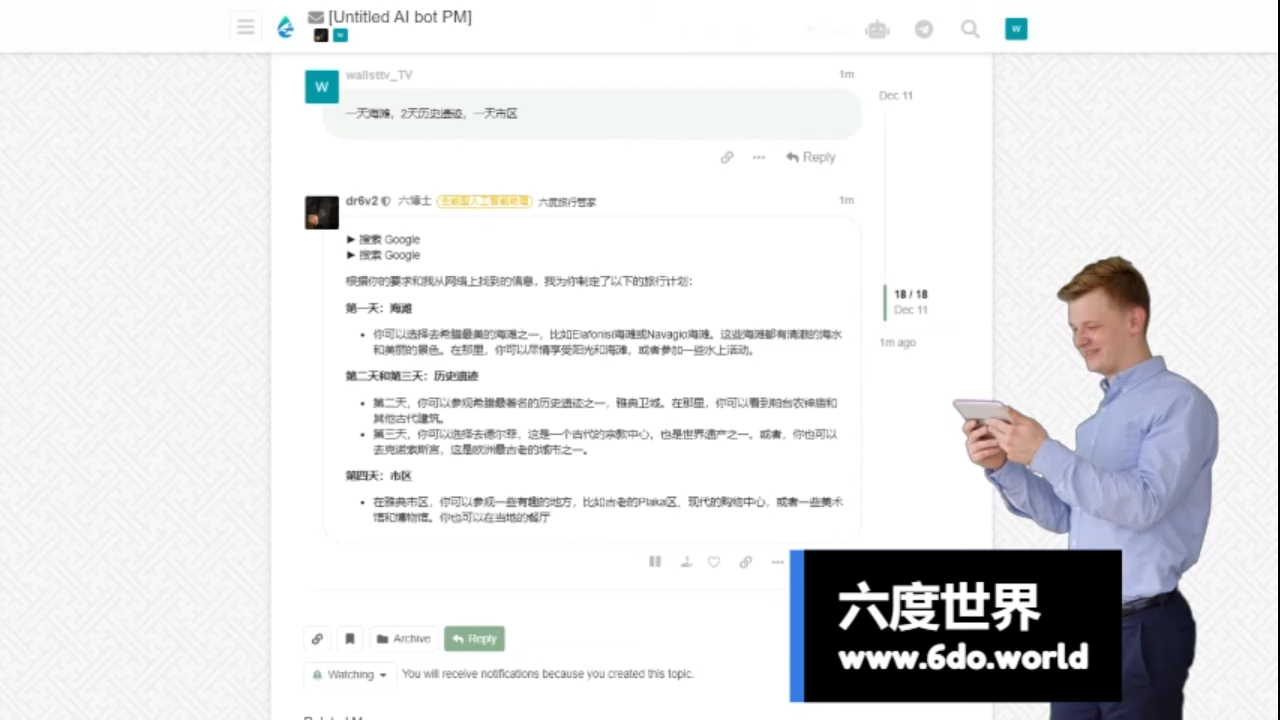 [Untitled AI bot PM]
W
W
wallsttv_TV
1m
W
一天海滩，2天历史遗迹，一天市区
Reply
Dec 11
dr6v2 六博士 六度旅行管家
1m
► 搜索 Google
► 搜索 Google
根据你的要求和我从网络上找到的信息，我为你制定了以下的旅行计划：
第一天：海滩
• 你可以选择去希腊最美的海滩之一，比如Elafonisi海滩或Navagio海滩。这些海滩都有清澈的海水
和美丽的景色。在那里，你可以尽情享受阳光和海滩，或者参加一些水上活动。
第二天和第三天：历史遗迹
• 第二天，你可以参观希腊最著名的历史遗迹之一，雅典卫城。在那里，你可以看到帕台农神庙和
其他古代建筑。
• 第三天，你可以选择去德尔菲，这是一个古代的宗教中心，也是世界遗产之一。或者，你也可以
去克诺索斯宫，这是欧洲最古老的城市之一。
第四天：市区
• 在雅典市区，你可以参观一些有趣的地方，比如古老的Plaka区、现代的购物中心，或者一些美术
馆和博物馆。你也可以在当地的餐厅
18 / 18
Dec 11
1m ago
Archive
Reply
Watching
You will receive notifications because you created this topic.
六度世界
www.6do.world